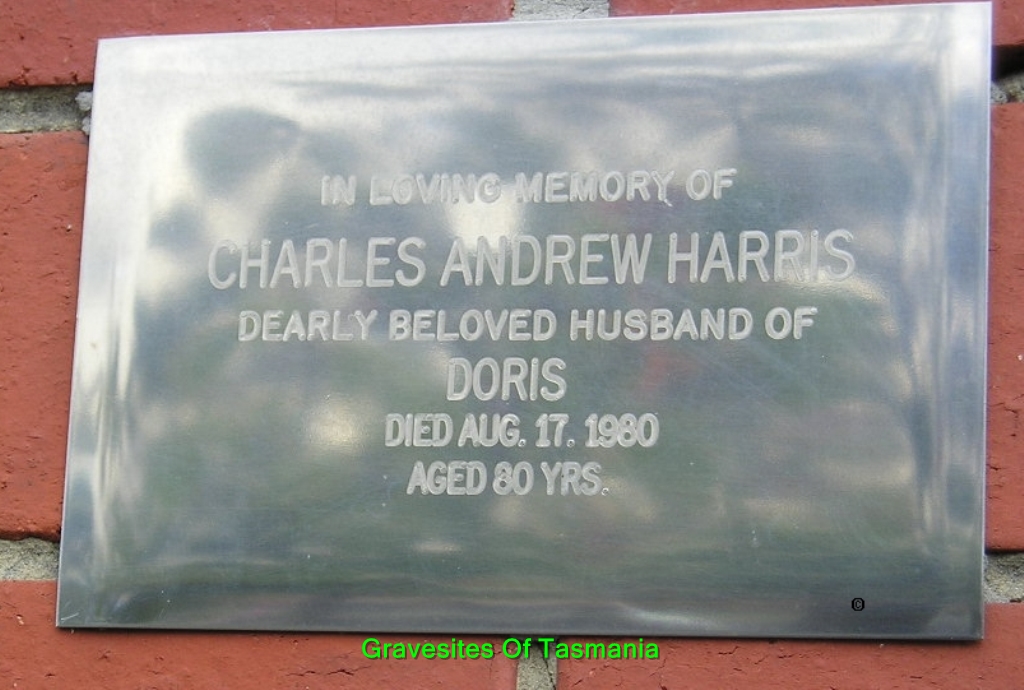 IN LOVING MEMORY OF
CHARLES ANDREW HARRIS
DEARLY BELOVED HUSBAND OF
DORIS
DIED AUG. 17. 1980
AGED 80 YRS.
©
Gravesites Of Tasmania